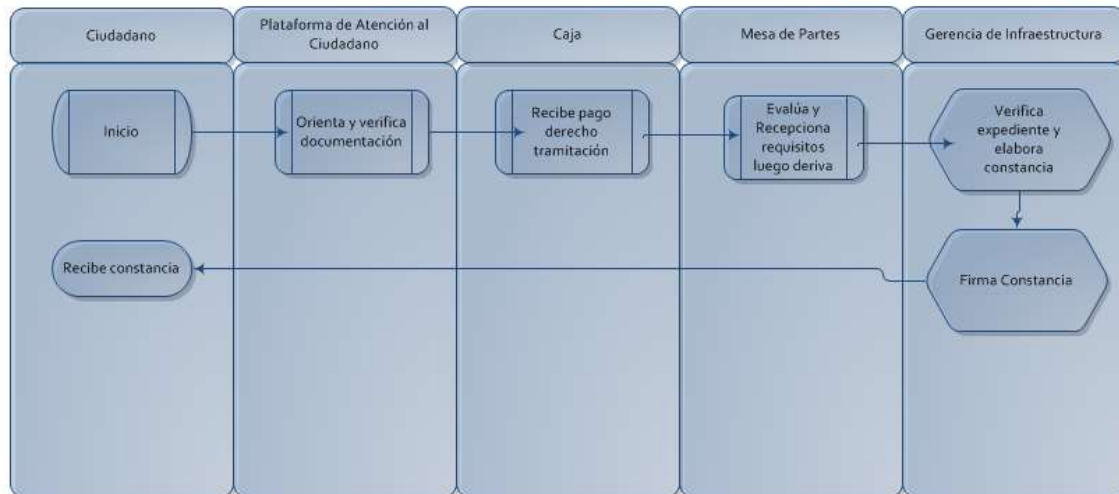 Ciudadano
Plataforma de Atención al
Ciudadano
Caja
Mesa de Partes
Gerencia de Infraestructura
Inicio
Orienta y verifica
documentación
Recibe pago
derecho
tramitación
Evalúa y
Recepciona
requisitos
luego deriva
Verifica
expediente y
elabora
constancia
Recibe constancia
Firma Constancia